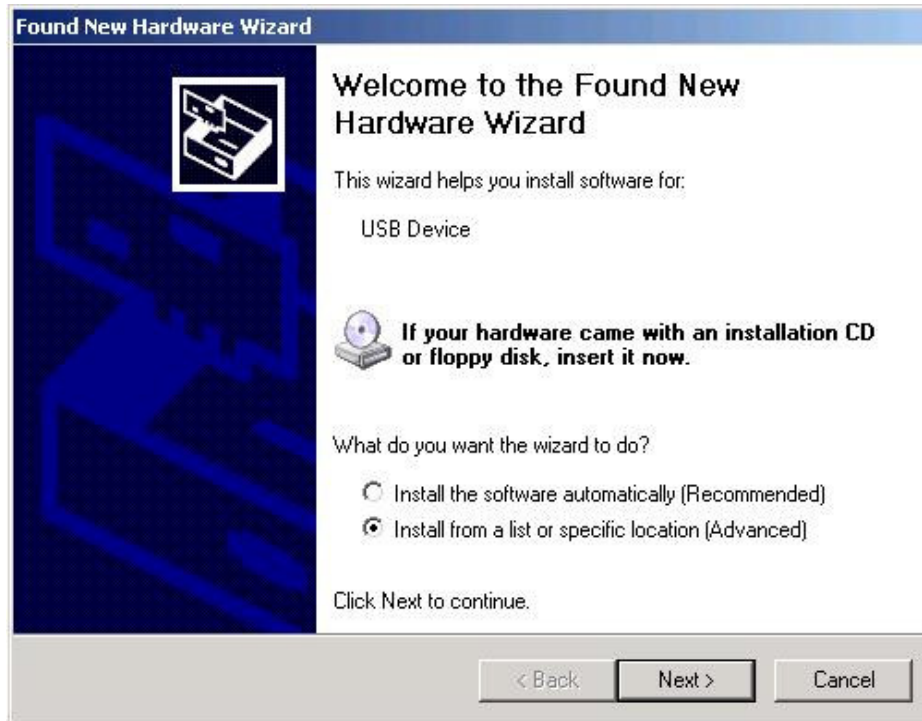 Found New Hardware Wizard
Welcome to the Found New
Hardware Wizard
This wizard helps you install software for:
USB Device
If your hardware came with an installation CD
or floppy disk, insert it now.
What do you want the wizard to do?
Install the software automatically (Recommended)
Install from a list or specific location (Advanced)
Click Next to continue.
< Back
Next >
Cancel